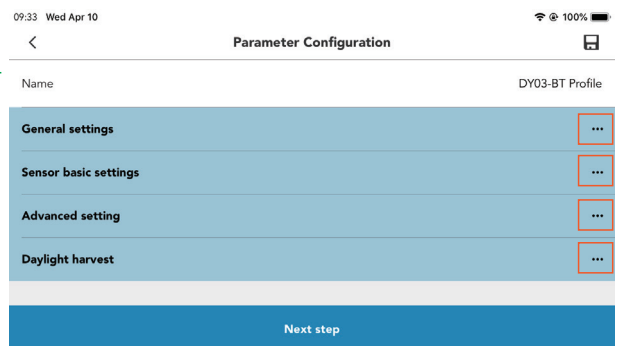 09:33 Wed Apr 10 100%
Parameter Configuration
Name DY03-BT Profile
General settings ...
Sensor basic settings ...
Advanced setting ...
Daylight harvest ...
Next step